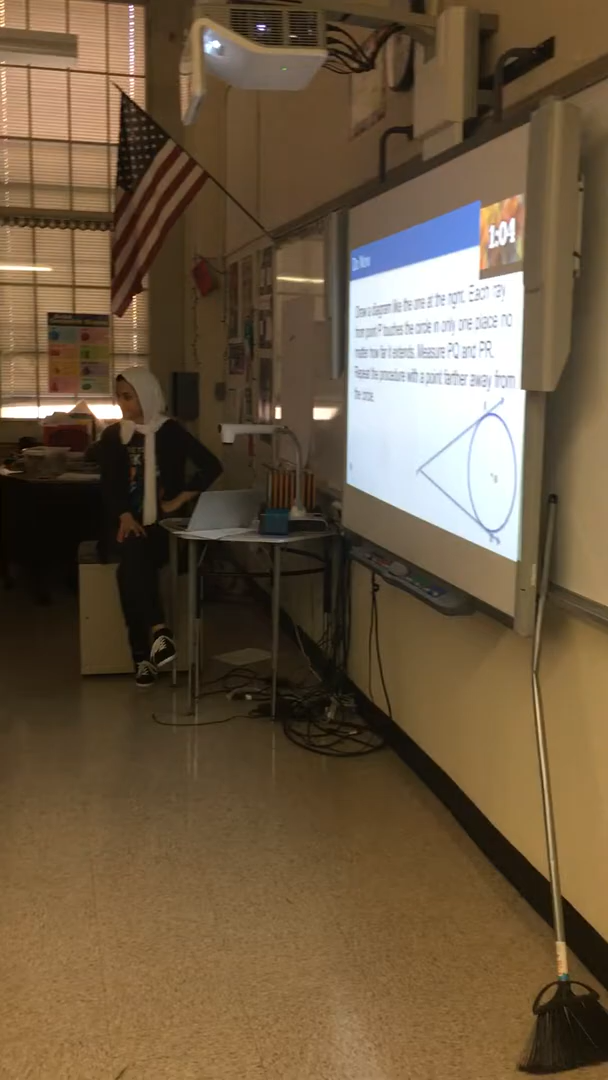 Do Now
1:04
Draw a diagram like the one at the right. Each ray
from point P touches the circle in only one place no
matter how far it extends. Measure PQ and PR.
Repeat the procedure with a point farther away from
the circle.